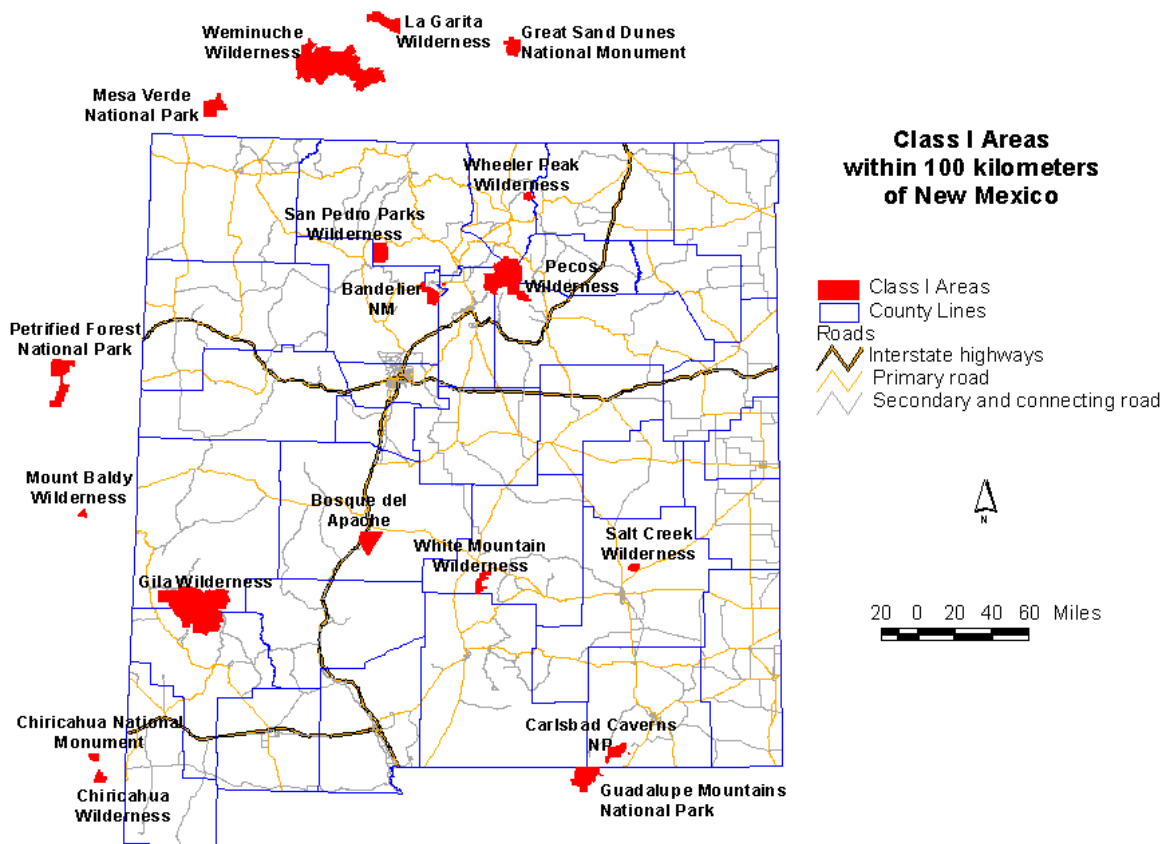 La Garita
Wilderness
Weminuche
Wilderness
Great Sand Dunes
National Monument
Mesa Verde
National Park
Class I Areas
within 100 kilometers
of New Mexico
Wheeler Peak
Wilderness
San Pedro Parks
Wilderness
Pecos
Wilderness
Bandelier
NM
Class I Areas
County Lines
Roads
Interstate highways
Primary road
Secondary and connecting road
Petrified Forest
National Park
Mount Baldy
Wilderness
Bosque del
Apache
White Mountain
Wilderness
Salt Creek
Wilderness
N
Gila Wilderness
20 0 20 40 60 Miles
Chiricahua National
Monument
Carlsbad Caverns
NP
Chiricahua
Wilderness
Guadalupe Mountains
National Park